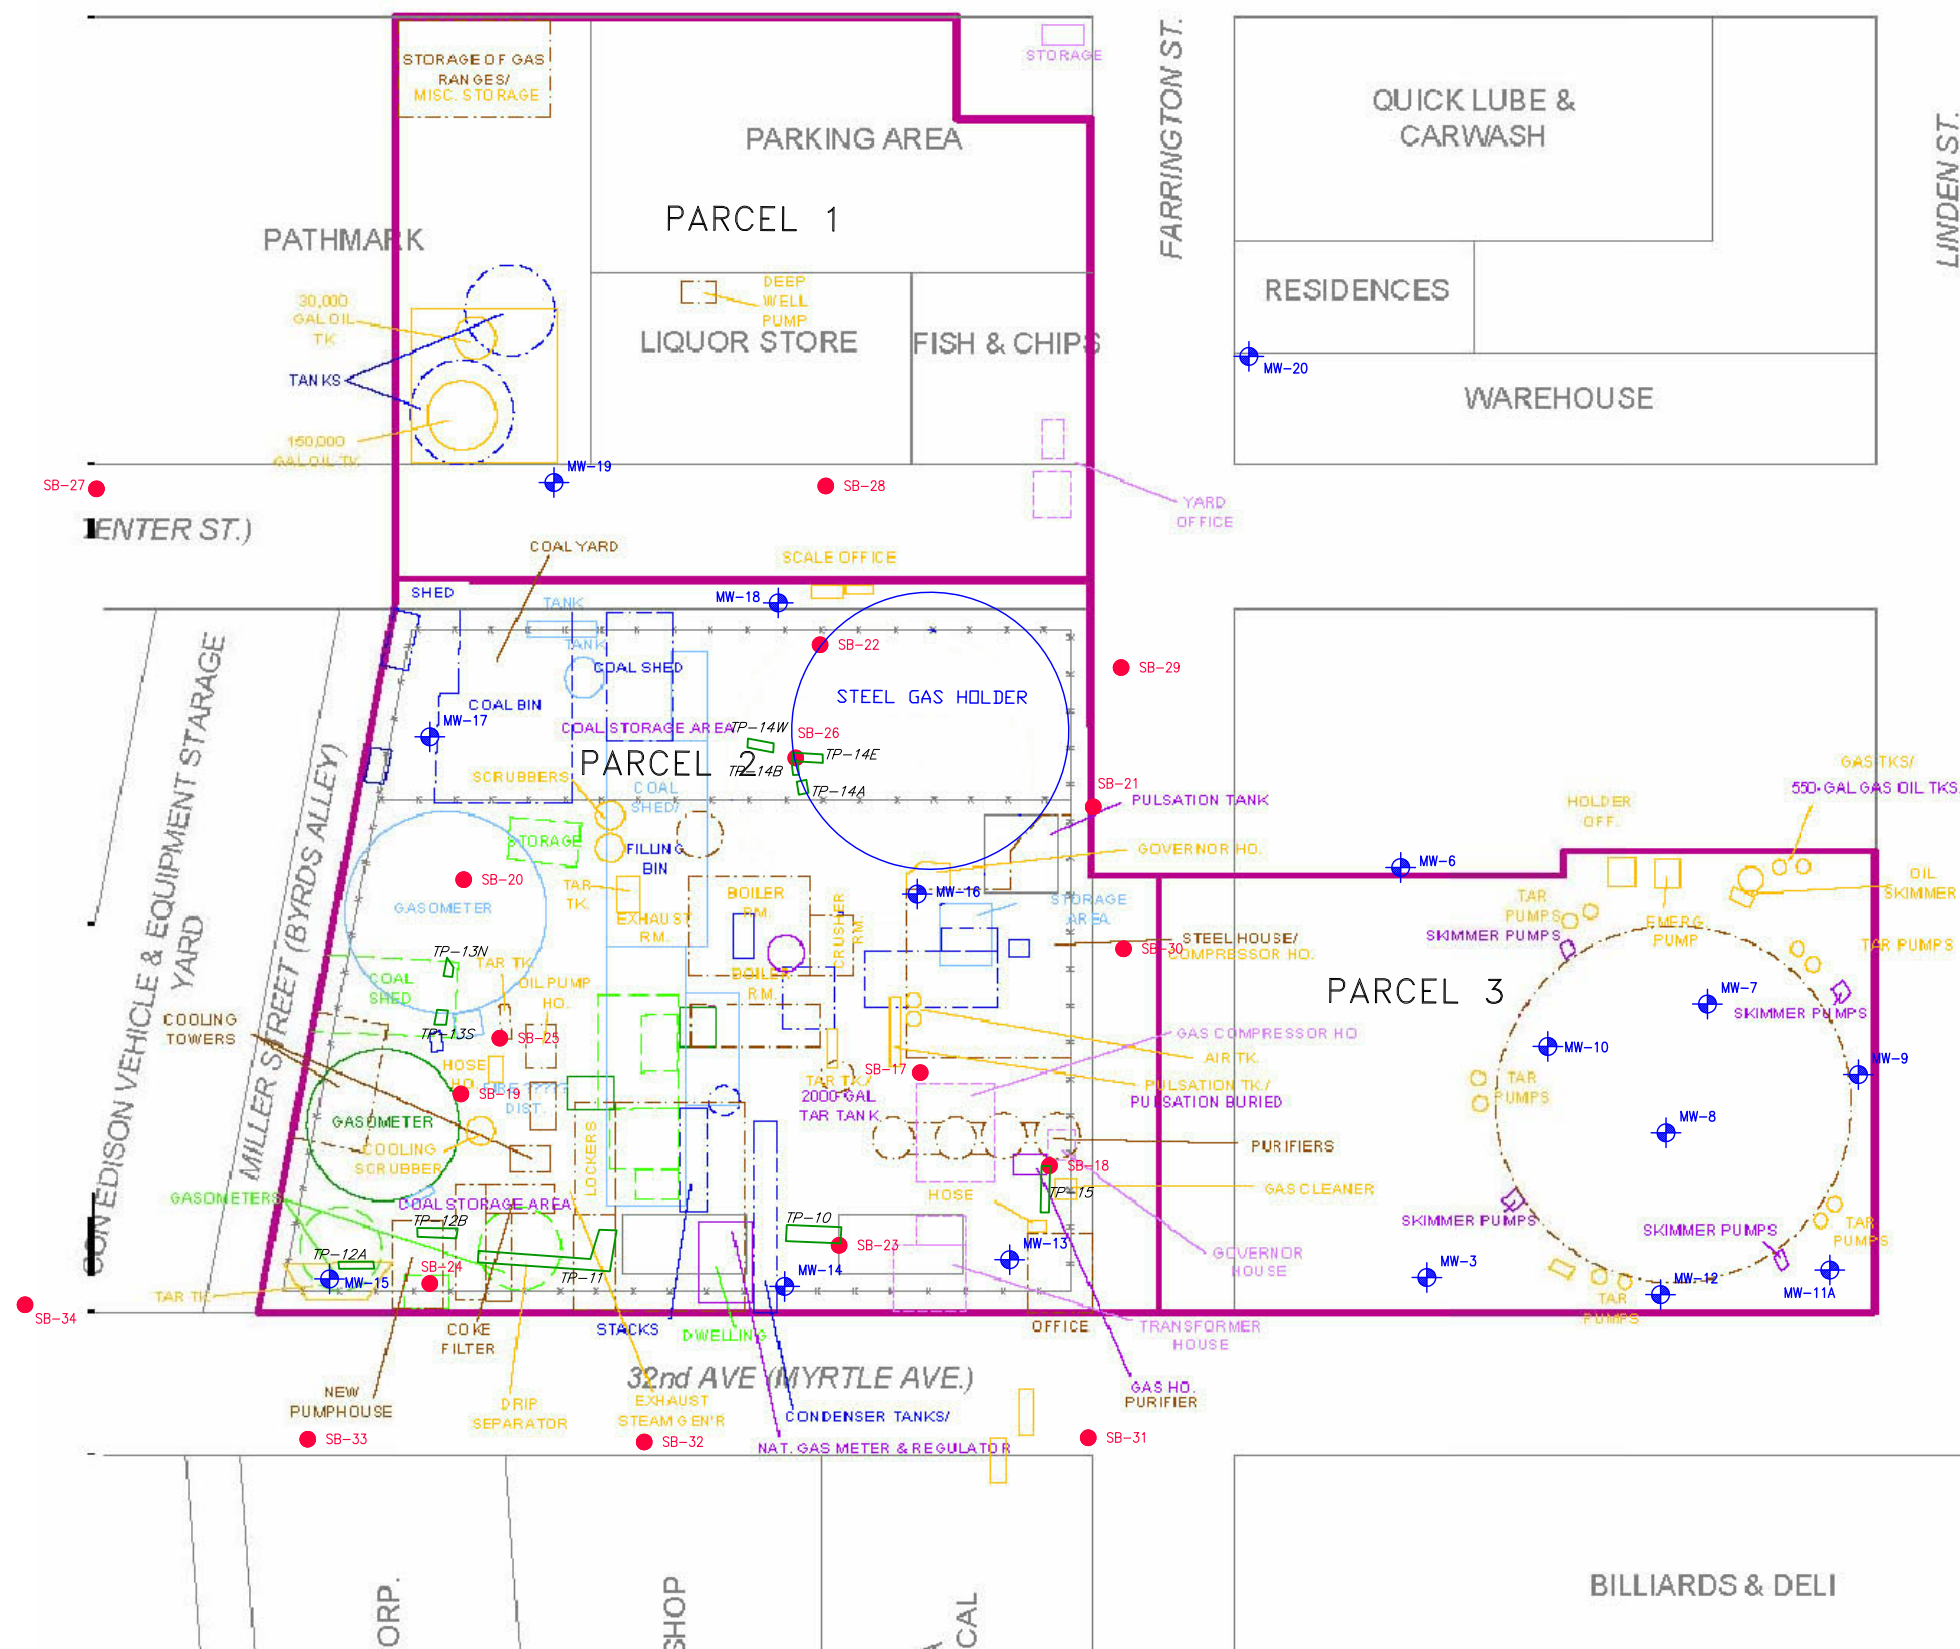 STORAGE OF GAS
RANGES/
MISC. STORAGE
STORAGE
PARKING AREA
FARRINGTON ST.
QUICK LUBE &
CARWASH
LINDEN ST.
PARCEL 1
PATHMARK
RESIDENCES
30,000
GAL OIL
TK
DEEP
WELL
PUMP
LIQUOR STORE
FISH & CHIPS
TANKS
MW-20
WAREHOUSE
150,000
GAL OIL TK
MW-19
SB-27
SB-28
YARD
OFFICE
ENTER ST.)
COAL YARD
SCALE OFFICE
SHED
TANK
MW-18
TANK
SB-22
COAL SHED
SB-29
STEEL GAS HOLDER
COAL BIN
MW-17
COAL STORAGE AREA
TP-14W
SB-26
PARCEL 2
TP-14E
TP-14B
TP-14A
SCRUBBERS
COAL
SHED/
SB-21
PULSATION TANK
GAS TKS/
550-GAL GAS OIL TKS
HOLDER
OFF.
STORAGE
FILLING
BIN
GOVERNOR HO.
MW-6
SB-20
TAR
TK.
BOILER
RM.
MW-16
OIL
SKIMMER
GASOMETER
EXHAUST
RM.
CRUSHER
RM.
STORAGE
AREA
TAR
PUMPS
EMERG
PUMP
SKIMMER PUMPS
TAR PUMPS
STEEL HOUSE/
COMPRESSOR HO.
SB-30
CON EDISON VEHICLE & EQUIPMENT STARAGE
YARD
MILLER STREET (BYRDS ALLEY)
TP-13N
TAR TK
COAL
SHED
OIL PUMP
HO.
BOILER
RM.
PARCEL 3
MW-7
SKIMMER PUMPS
COOLING
TOWERS
TP-13S
SB-25
GAS COMPRESSOR HO
MW-10
HOSE
HO.
AIR TK.
MW-9
SB-17
SB-19
DIST.
TAR TK/
2000-GAL
TAR TANK
PULSATION TK./
PULSATION BURIED
TAR
PUMPS
GASOMETER
MW-8
COOLING
SCRUBBER
LOCKERS
PURIFIERS
SB-18
GASOMETERS
COAL STORAGE AREA
HOSE
TP-15
GAS CLEANER
TP-12B
TP-10
SKIMMER PUMPS
SKIMMER PUMPS
TAR
PUMPS
TP-12A
SB-23
MW-13
GOVERNOR
HOUSE
MW-15
SB-24
TP-11
MW-14
MW-3
MW-12
MW-11A
TAR TK
SB-34
COKE
FILTER
STACKS
DWELLING
OFFICE
TRANSFORMER
HOUSE
TAR
PUMPS
32nd AVE (MYRTLE AVE.)
NEW
PUMPHOUSE
DRIP
SEPARATOR
EXHAUST
STEAM GEN'R
CONDENSER TANKS/
GAS HO.
PURIFIER
SB-33
SB-32
NAT. GAS METER & REGULATOR
SB-31
ORP.
SHOP
CAL
BILLIARDS & DELI